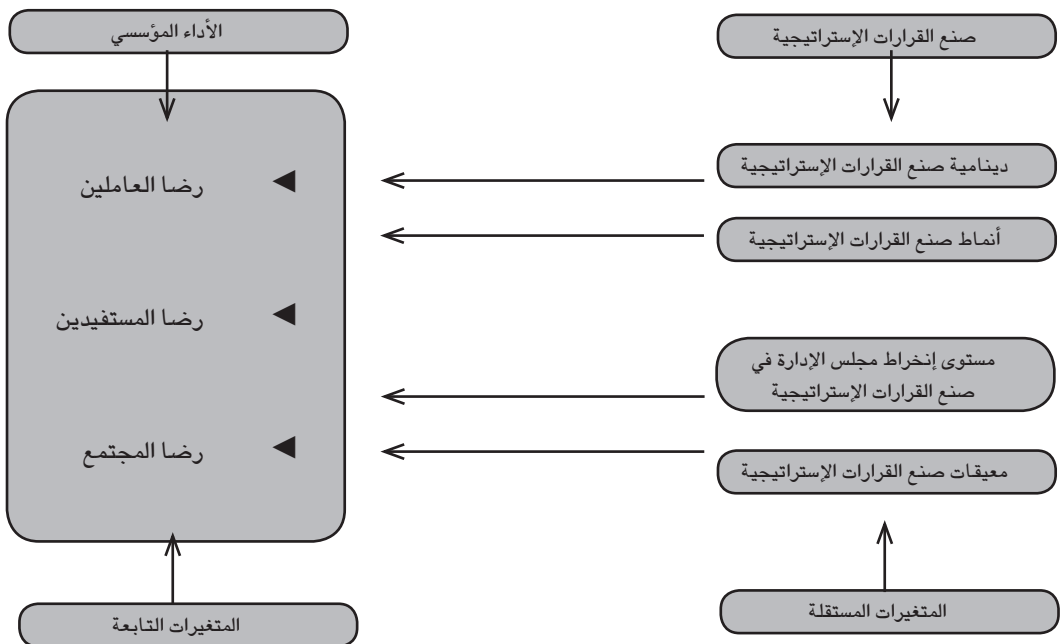 صنع القرارات الإستراتيجية
الأداء المؤسسي
دينامية صنع القرارات الإستراتيجية
أنماط صنع القرارات الإستراتيجية
مستوى إنخراط مجلس الإدارة في
صنع القرارات الإستراتيجية
معيقات صنع القرارات الإستراتيجية
المتغيرات المستقلة
رضا العاملين
رضا المستفيدين
رضا المجتمع
المتغيرات التابعة